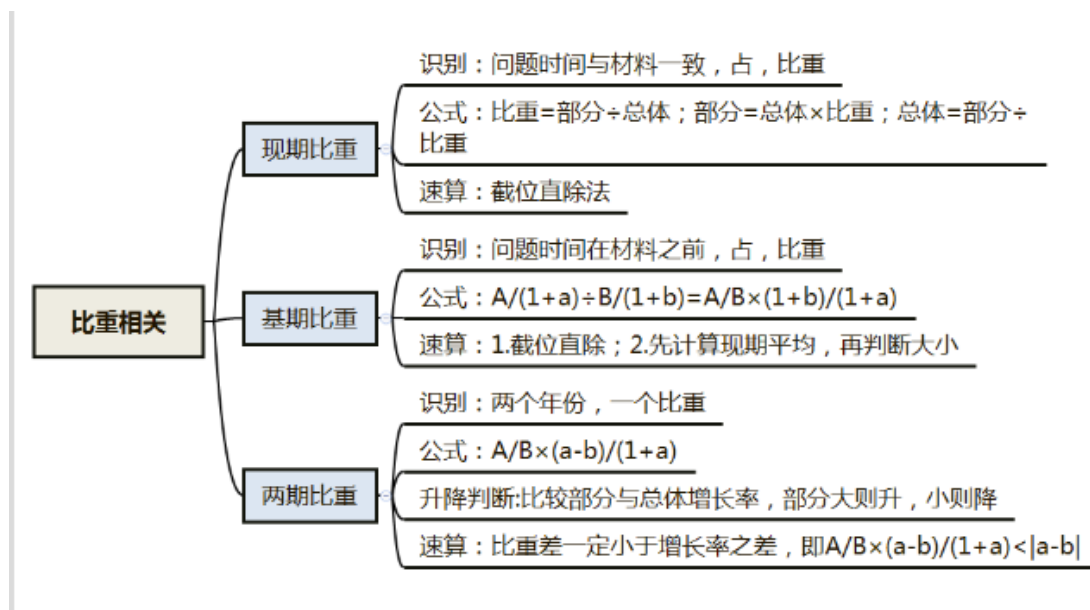 比重相关
现期比重
识别：问题时间与材料一致，占，比重
公式：比重=部分÷总体；部分=总体×比重；总体=部分÷
比重
速算：截位直除法
基期比重
识别：问题时间在材料之前，占，比重
公式：A/(1+a)÷B/(1+b)=A/B×(1+b)/(1+a)
速算：1.截位直除；2.先计算现期平均，再判断大小
两期比重
识别：两个年份，一个比重
公式：A/B×(a-b)/(1+a)
升降判断:比较部分与总体增长率，部分大则升，小则降
速算：比重差一定小于增长率之差，即A/B×(a-b)/(1+a)<|a-b|